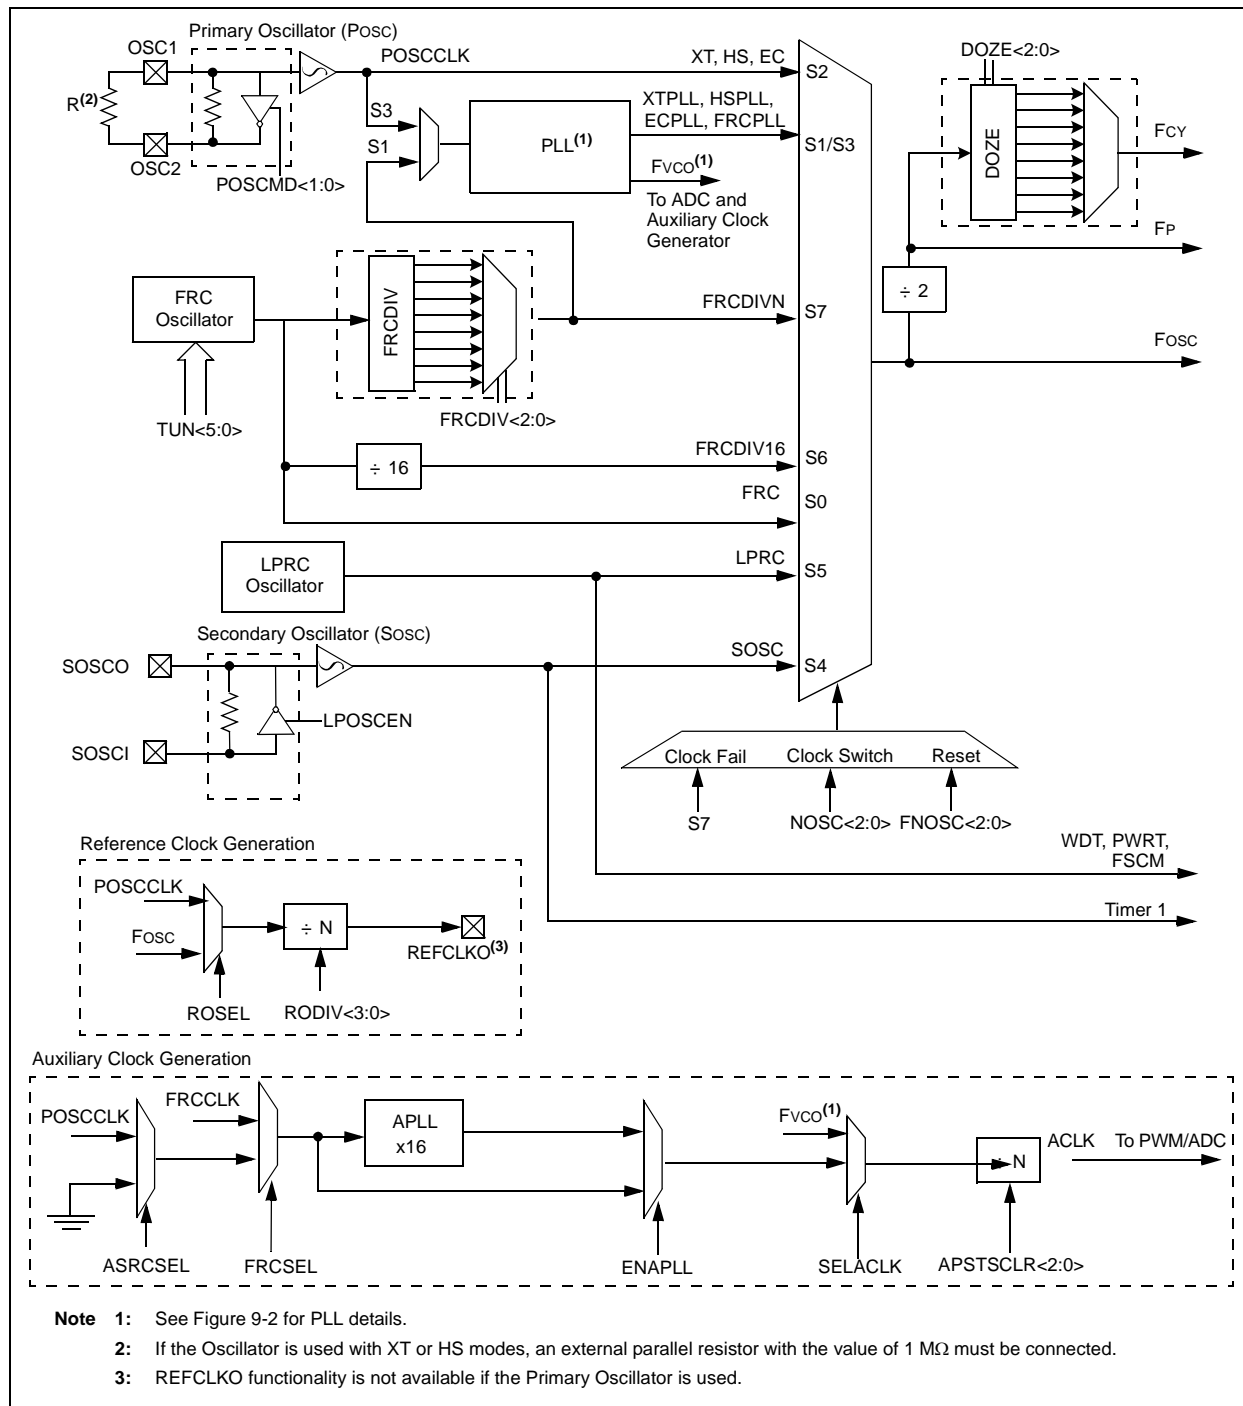 Primary Oscillator (POSC)
OSC1
R(2)
OSC2
POSCMD<1:0>
POSCCLK
S3
S1
PLL(1)
XT, HS, EC
XTPLL, HSPLL,
ECPLL, FRCPLL
FVCO(1)
To ADC and
Auxiliary Clock
Generator
S2
S1/S3
DOZE<2:0>
DOZE
FCY
FP
÷ 2
FOSC
FRC
Oscillator
TUN<5:0>
FRCDIV
FRCDIV<2:0>
FRCDIVN
S7
÷ 16
FRCDIV16
S6
FRC
S0
LPRC
Oscillator
LPRC
S5
Secondary Oscillator (SOSC)
SOSCO
SOSCI
LPOSCEN
SOSC
S4
Clock Fail
Clock Switch
Reset
S7
NOSC<2:0>
FNOSC<2:0>
WDT, PWRT,
FSCM
Timer 1
Reference Clock Generation
POSCCLK
FOSC
÷ N
REFCLKO(3)
ROSEL
RODIV<3:0>
Auxiliary Clock Generation
POSCCLK
FRCCLK
APLL
x16
FVCO(1)
÷ N
ACLK
To PWM/ADC
ASRCSEL
FRCSEL
ENAPLL
SELACLK
APSTSCLR<2:0>
Note 1: See Figure 9-2 for PLL details.
2: If the Oscillator is used with XT or HS modes, an external parallel resistor with the value of 1 MΩ must be connected.
3: REFCLKO functionality is not available if the Primary Oscillator is used.